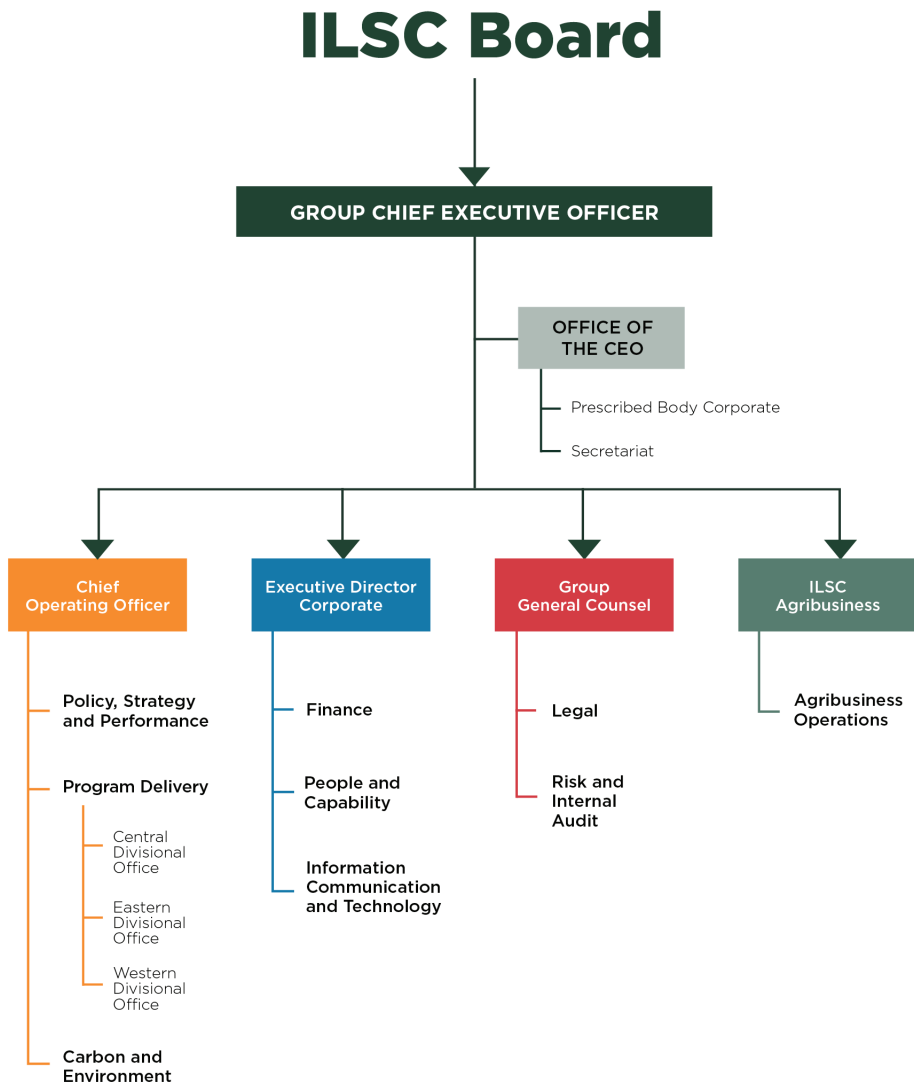 ILSC Board
GROUP CHIEF EXECUTIVE OFFICER
OFFICE OF
THE CEO
Prescribed Body Corporate
Secretariat
Chief
Operating Officer
Policy, Strategy
and Performance
Program Delivery
Central
Divisional
Office
Eastern
Divisional
Office
Western
Divisional
Office
Carbon and
Environment
Executive Director
Corporate
Finance
People and
Capability
Information
Communication
and Technology
Group
General Counsel
Legal
Risk and
Internal
Audit
ILSC
Agribusiness
Agribusiness
Operations